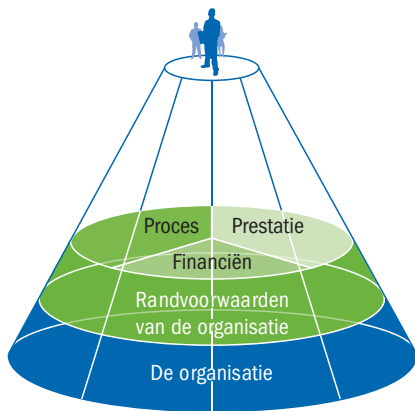 Proces Prestatie
Financiën
Randvoorwaarden
van de organisatie
De organisatie